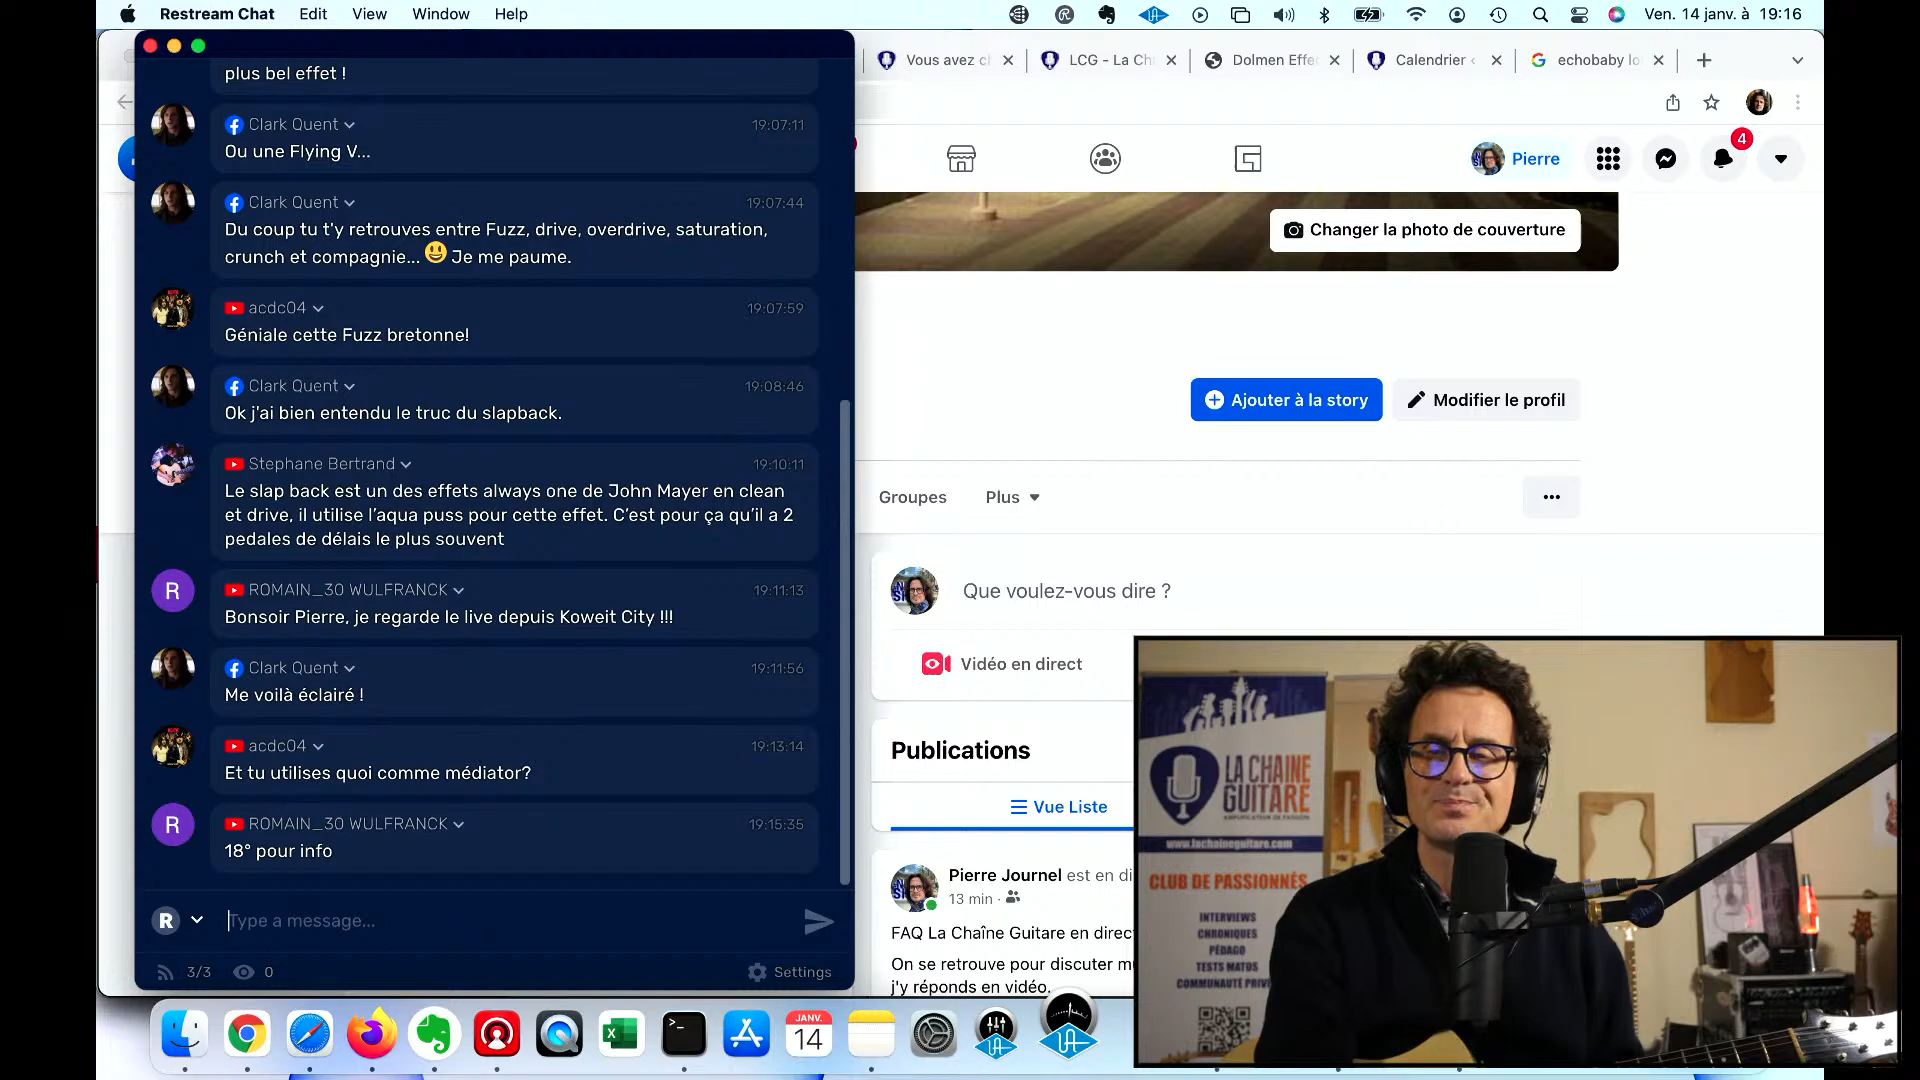 Restream Chat Edit View Window Help
Ven. 14 janv. à 19:16
Vous avez c
LCG - La Ch
Dolmen Effe
Calendrier
echobaby lo
plus bel effet !
Clark Quent
19:07:11
Ou une Flying V...
Clark Quent
19:07:44
Du coup tu t'y retrouves entre Fuzz, drive, overdrive, saturation,
crunch et compagnie... 😃 Je me paume.
acdc04
19:07:59
Géniale cette Fuzz bretonne!
Clark Quent
19:08:46
Ok j'ai bien entendu le truc du slapback.
Stephane Bertrand
19:10:11
Le slap back est un des effets always one de John Mayer en clean
et drive, il utilise l’aqua puss pour cette effet. C’est pour ça qu’il a 2
pedales de délais le plus souvent
R
ROMAIN_30 WULFRANCK
19:11:13
Bonsoir Pierre, je regarde le live depuis Koweit City !!!
Clark Quent
19:11:56
Me voilà éclairé !
acdc04
19:13:14
Et tu utilises quoi comme médiator?
R
ROMAIN_30 WULFRANCK
19:15:35
18° pour info
R
Type a message...
3/3
0
Settings
Pierre
4
Changer la photo de couverture
Ajouter à la story
Modifier le profil
Groupes
Plus
Que voulez-vous dire ?
Vidéo en direct
Publications
Vue Liste
Pierre Journel est en di
13 min ·
FAQ La Chaîne Guitare en direct
On se retrouve pour discuter m
j'y réponds en vidéo.
LA CHAINE
GUITARE
AMPLIFICATEUR DE PASSION
www.lachaineguitare.com
CLUB DE PASSIONNÉS
INTERVIEWS
CHRONIQUES
PÉDAGO
TESTS MATOS
COMMUNAUTÉ PRIV
JANV.
14